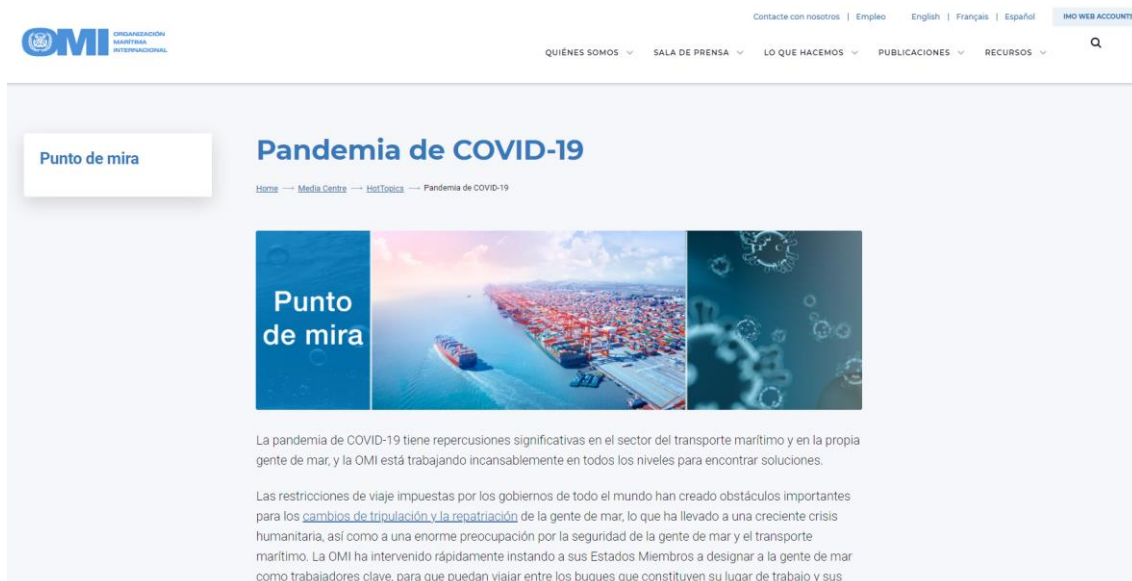 Contacte con nosotros | Empleo English | Français | Español IMO WEB ACCOUNTS
OMI ORGANIZACIÓN
MARÍTIMA
INTERNACIONAL
QUIÉNES SOMOS SALA DE PRENSA LO QUE HACEMOS PUBLICACIONES RECURSOS
Punto de mira
Pandemia de COVID-19
Home → Media Centre → HotTopics → Pandemia de COVID-19
Punto
de mira
La pandemia de COVID-19 tiene repercusiones significativas en el sector del transporte marítimo y en la propia
gente de mar, y la OMI está trabajando incansablemente en todos los niveles para encontrar soluciones.
Las restricciones de viaje impuestas por los gobiernos de todo el mundo han creado obstáculos importantes
para los cambios de tripulación y la repatriación de la gente de mar, lo que ha llevado a una creciente crisis
humanitaria, así como a una enorme preocupación por la seguridad de la gente de mar y el transporte
marítimo. La OMI ha intervenido rápidamente instando a sus Estados Miembros a designar a la gente de mar
como trabajadores clave, para que puedan viajar entre los buques que constituyen su lugar de trabajo y sus